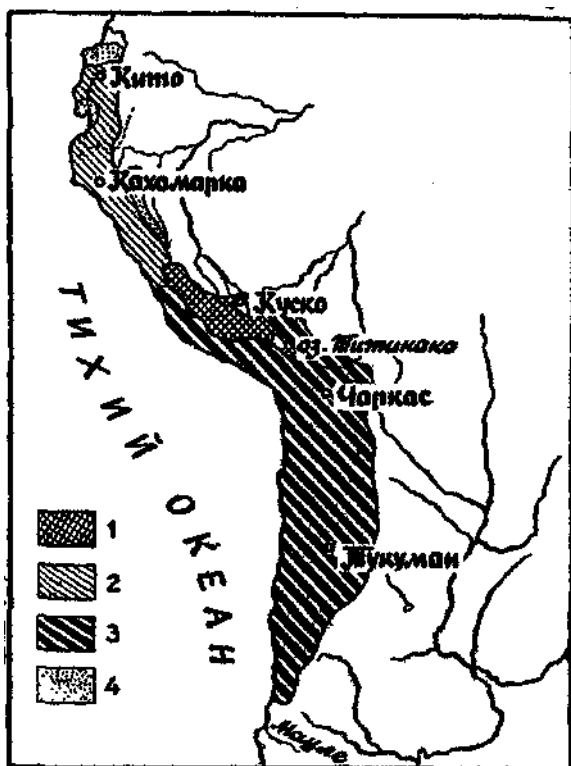 Кито
Кахамарка
Куско
оз. Титикака
Чаркас
ТИХИЙ ОКЕАН
Тукуман
1
2
3
4
Мауле